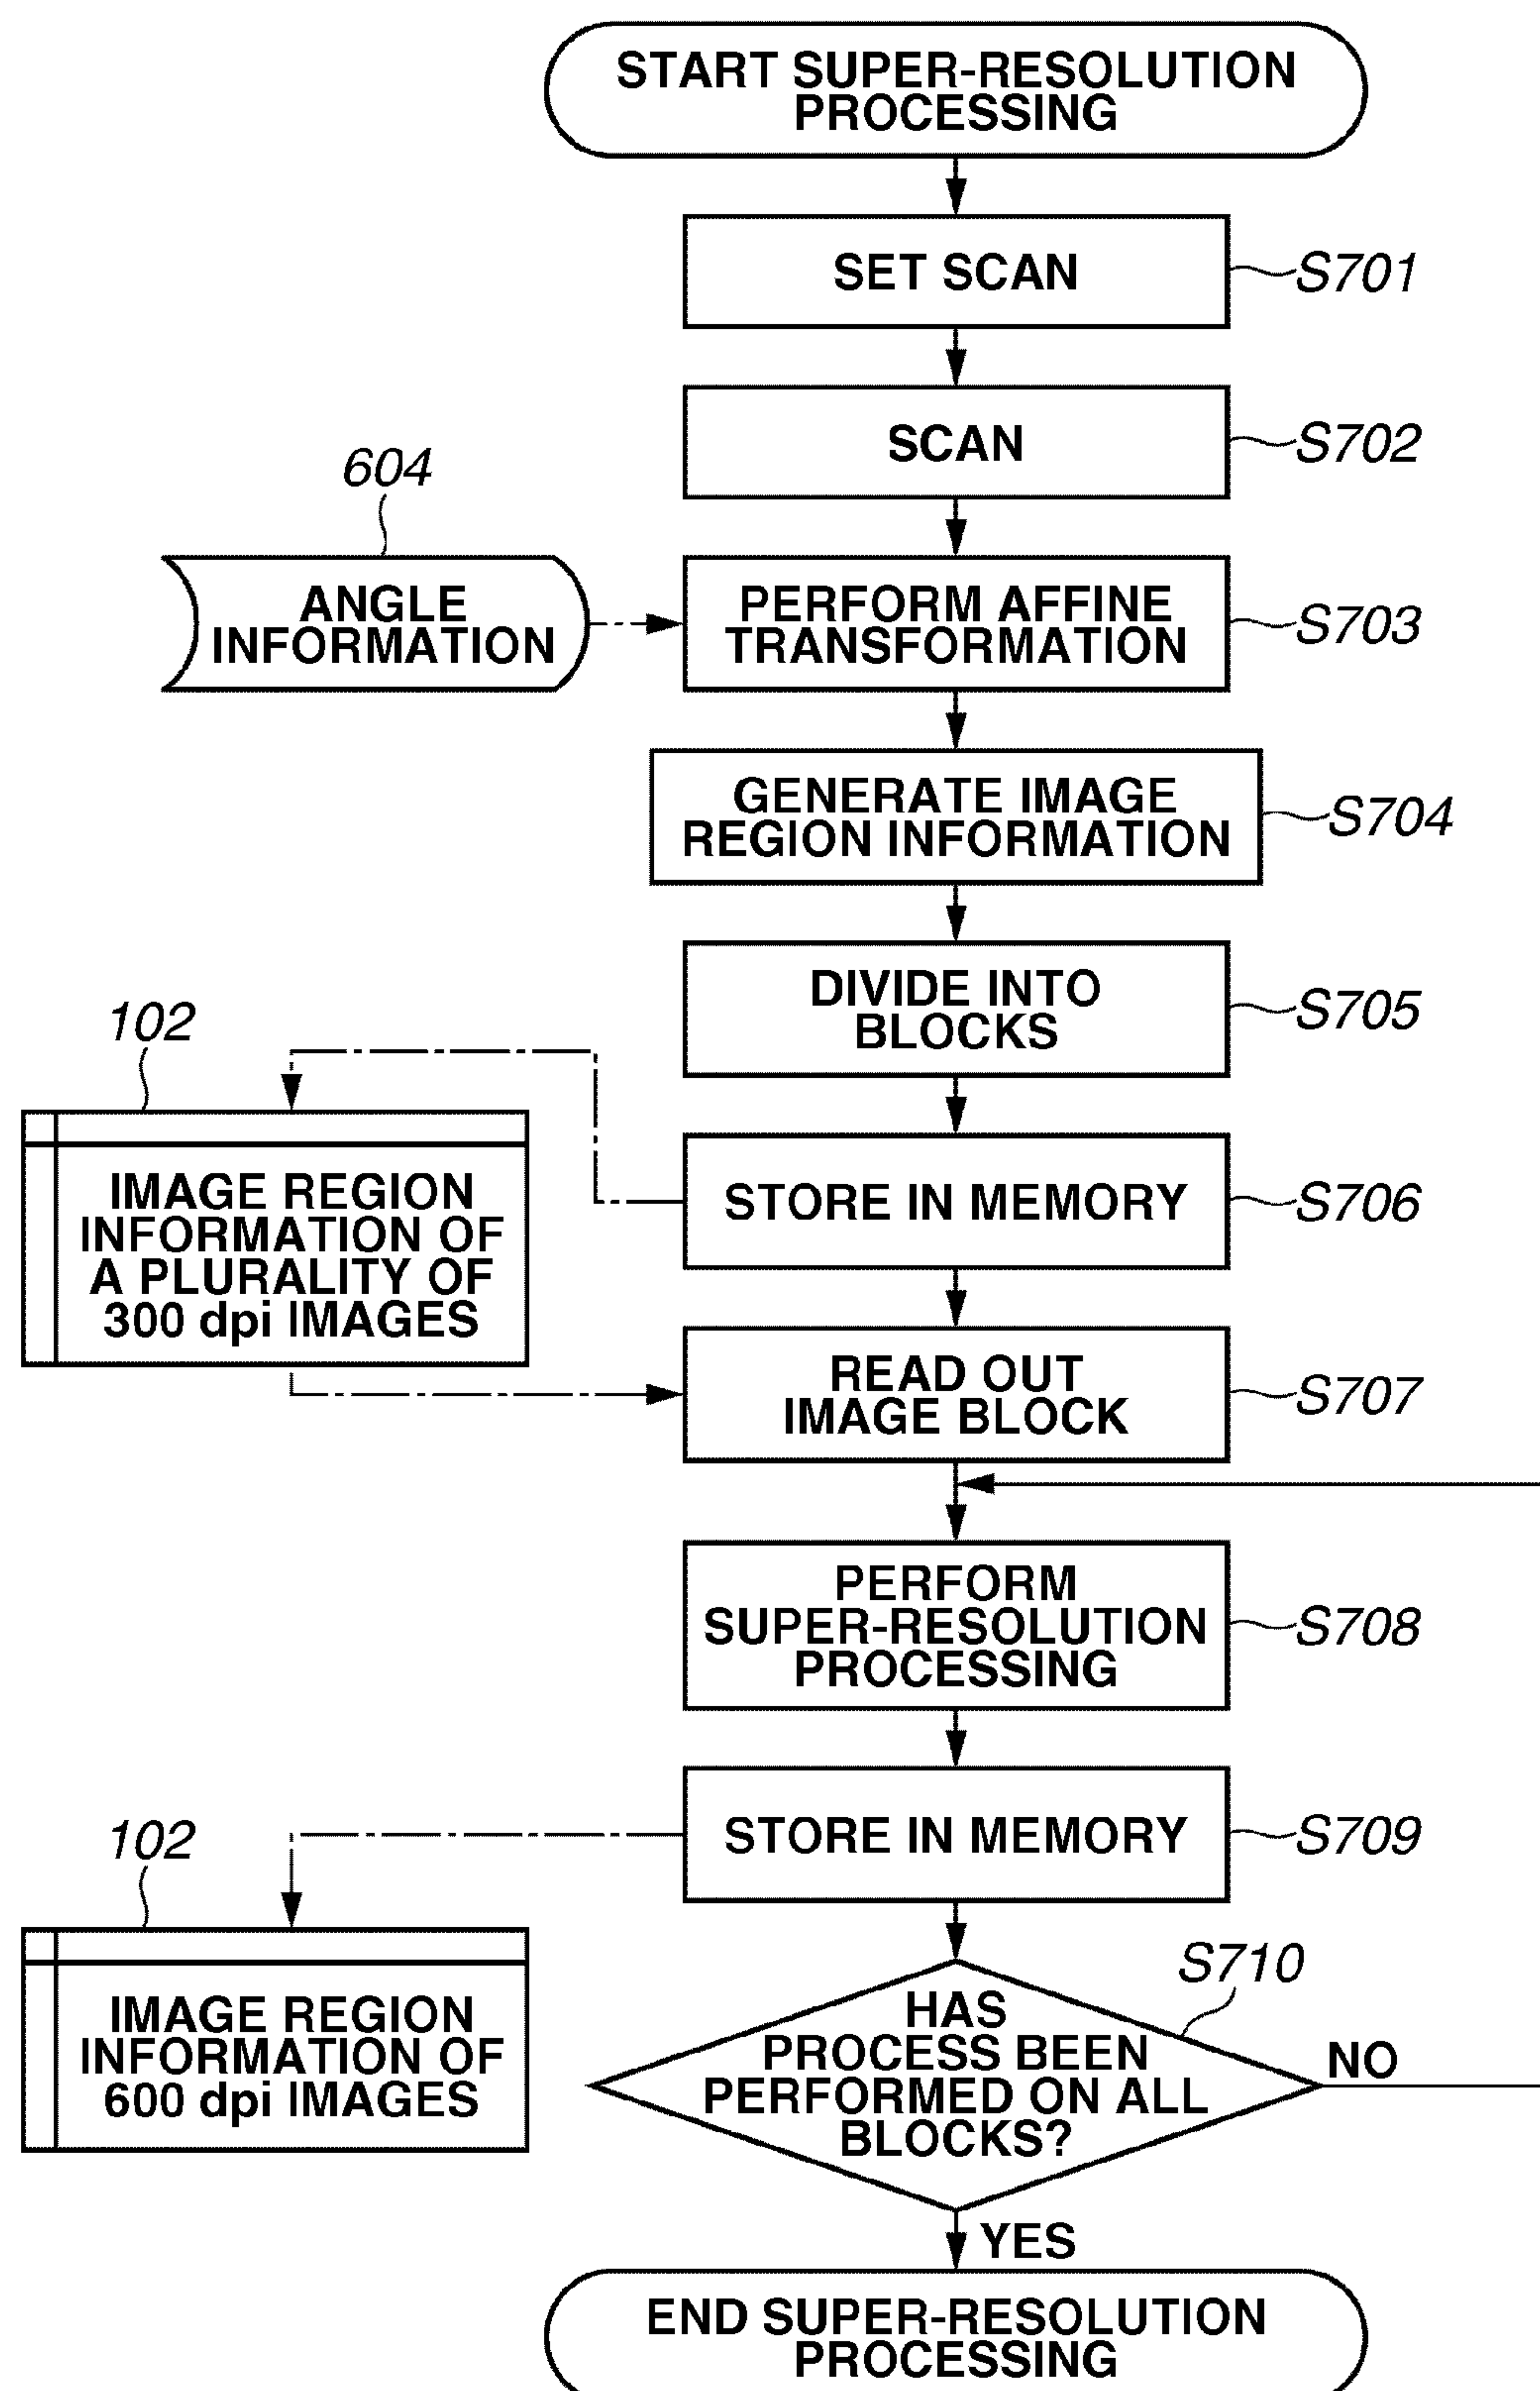 START SUPER-RESOLUTION
PROCESSING
SET SCAN
S701
SCAN
S702
604
ANGLE
INFORMATION
PERFORM AFFINE
TRANSFORMATION
S703
GENERATE IMAGE
REGION INFORMATION
S704
DIVIDE INTO
BLOCKS
S705
102
IMAGE REGION
INFORMATION OF
A PLURALITY OF
300 dpi IMAGES
STORE IN MEMORY
S706
READ OUT
IMAGE BLOCK
S707
PERFORM
SUPER-RESOLUTION
PROCESSING
S708
STORE IN MEMORY
S709
102
IMAGE REGION
INFORMATION OF
600 dpi IMAGES
S710
HAS
PROCESS BEEN
PERFORMED ON ALL
BLOCKS?
NO
YES
END SUPER-RESOLUTION
PROCESSING